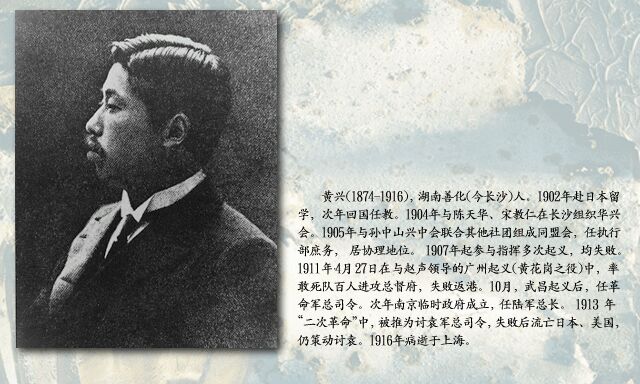 黄兴(1874-1916), 湖南善化(今长沙)人。1902年赴日本留
学, 次年回国任教。1904年与陈天华、宋教仁在长沙组织华兴
会。1905年与孙中山兴中会联合其他社团组成同盟会, 任执行
部庶务, 居协理地位。 1907年起参与指挥多次起义, 均失败。
1911年4月27日在与赵声领导的广州起义(黄花岗之役)中, 率
敢死队百人进攻总督府, 失败返港。10月, 武昌起义后, 任革
命军总司令。次年南京临时政府成立, 任陆军总长。 1913 年
“二次革命”中, 被推为讨袁军总司令, 失败后流亡日本、美国,
仍策动讨袁。1916年病逝于上海。